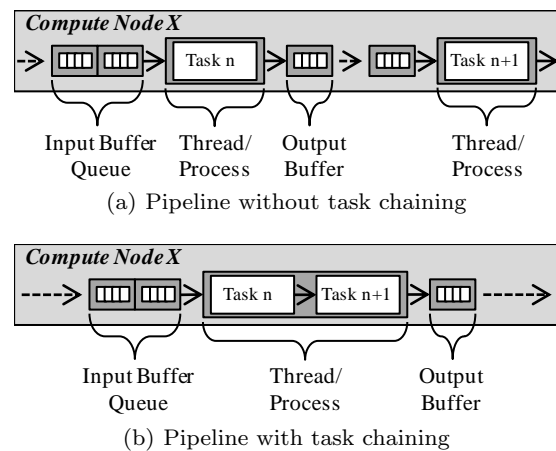 Compute Node X
Task n
Task n+1
Input Buffer
Queue
Thread/
Process
Output
Buffer
Thread/
Process
(a) Pipeline without task chaining
Compute Node X
Task n
Task n+1
Input Buffer
Queue
Thread/
Process
Output
Buffer
(b) Pipeline with task chaining